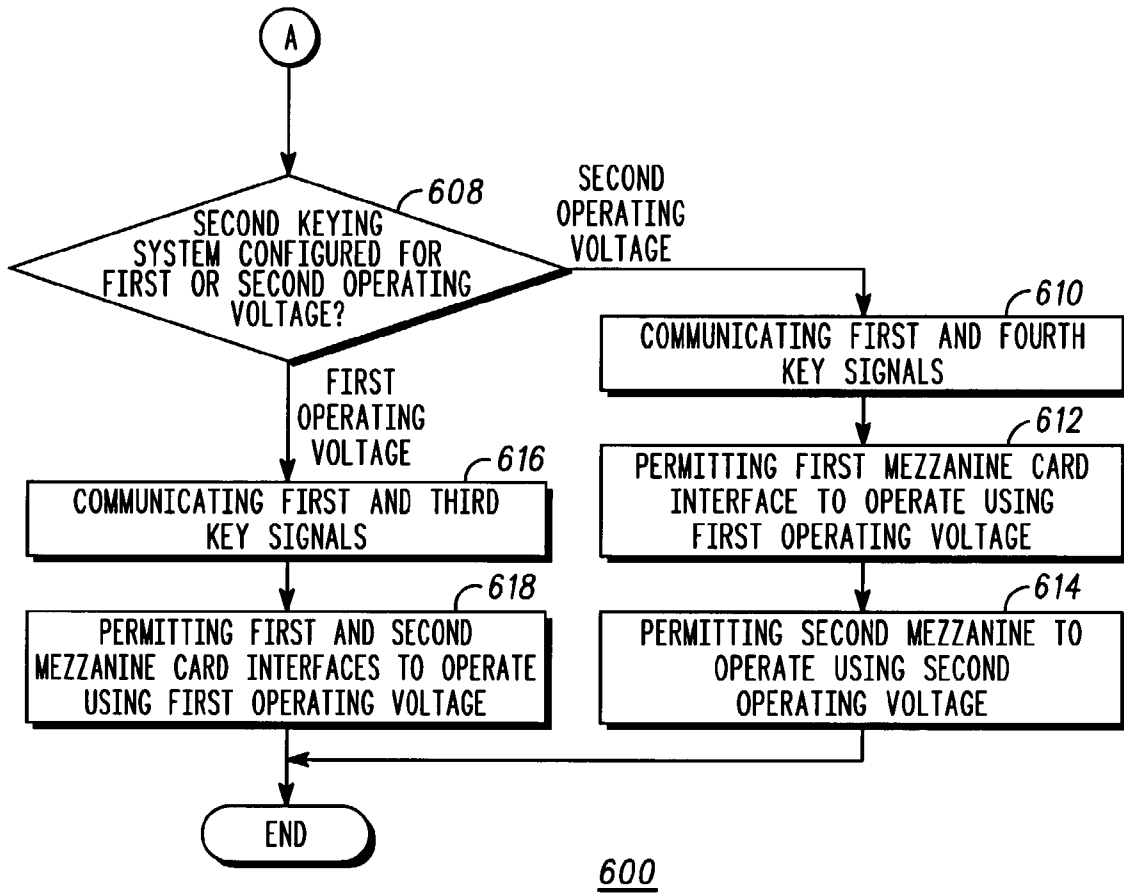 A
608
SECOND KEYING
SYSTEM CONFIGURED FOR
FIRST OR SECOND OPERATING
VOLTAGE?
SECOND
OPERATING
VOLTAGE
610
COMMUNICATING FIRST AND FOURTH
KEY SIGNALS
612
PERMITTING FIRST MEZZANINE CARD
INTERFACE TO OPERATE USING
FIRST OPERATING VOLTAGE
614
PERMITTING SECOND MEZZANINE TO
OPERATE USING SECOND
OPERATING VOLTAGE
FIRST
OPERATING
VOLTAGE
616
COMMUNICATING FIRST AND THIRD
KEY SIGNALS
618
PERMITTING FIRST AND SECOND
MEZZANINE CARD INTERFACES TO OPERATE
USING FIRST OPERATING VOLTAGE
END
600